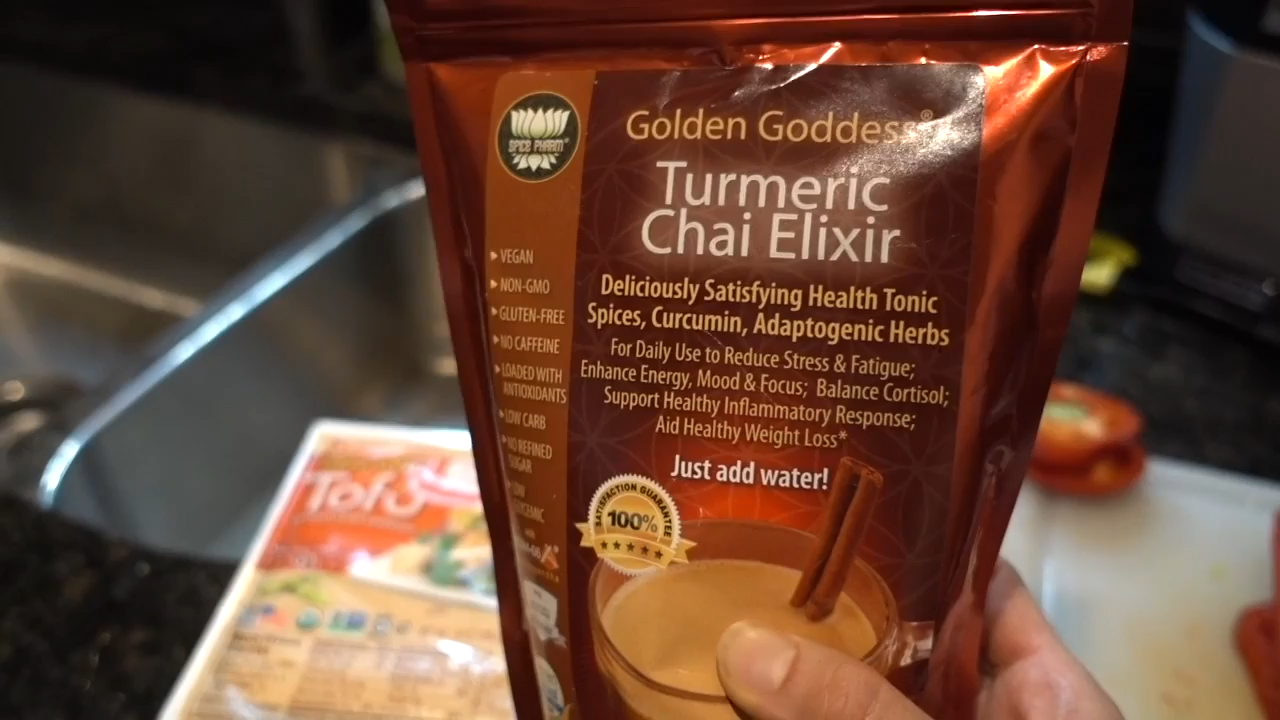 SPICE PHARM®
Golden Goddess®
Turmeric
Chai Elixir
Deliciously Satisfying Health Tonic
Spices, Curcumin, Adaptogenic Herbs
For Daily Use to Reduce Stress & Fatigue;
Enhance Energy, Mood & Focus; Balance Cortisol;
Support Healthy Inflammatory Response;
Aid Healthy Weight Loss*
Just add water!
▸ VEGAN
▸ NON-GMO
▸ GLUTEN-FREE
▸ NO CAFFEINE
▸ LOADED WITH
ANTIOXIDANTS
▸ LOW CARB
▸ NO REFINED
SUGAR
SATISFACTION GUARANTEE
100%
Tofu